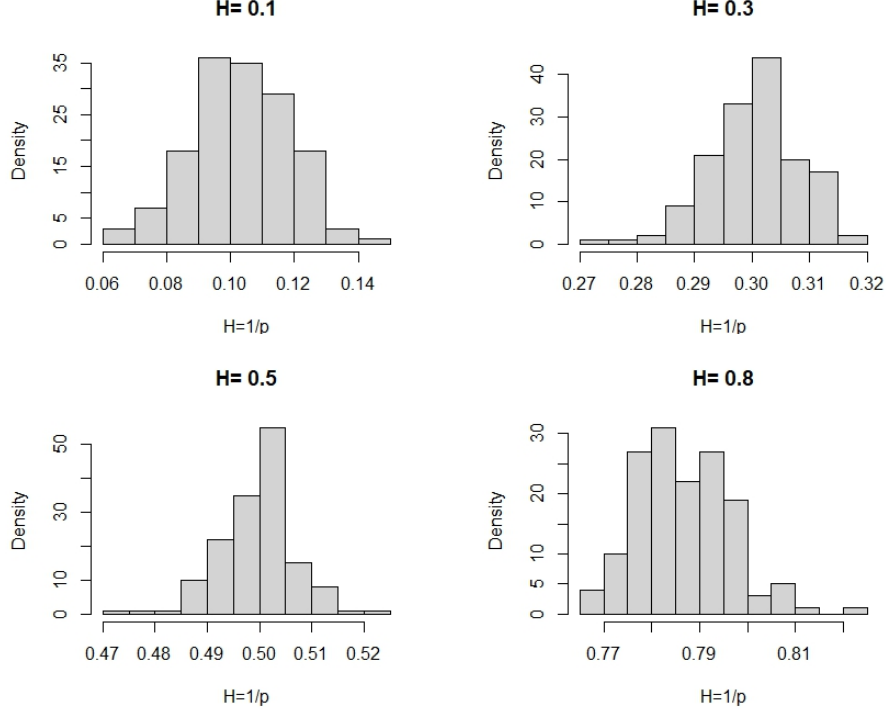 H= 0.1
Density
35
25
15
5
0
0.06 0.08 0.10 0.12 0.14
H=1/p
H= 0.3
Density
40
30
20
10
0
0.27 0.28 0.29 0.30 0.31 0.32
H=1/p
H= 0.5
Density
50
30
10
0
0.47 0.48 0.49 0.50 0.51 0.52
H=1/p
H= 0.8
Density
30
20
10
5
0
0.77 0.79 0.81
H=1/p